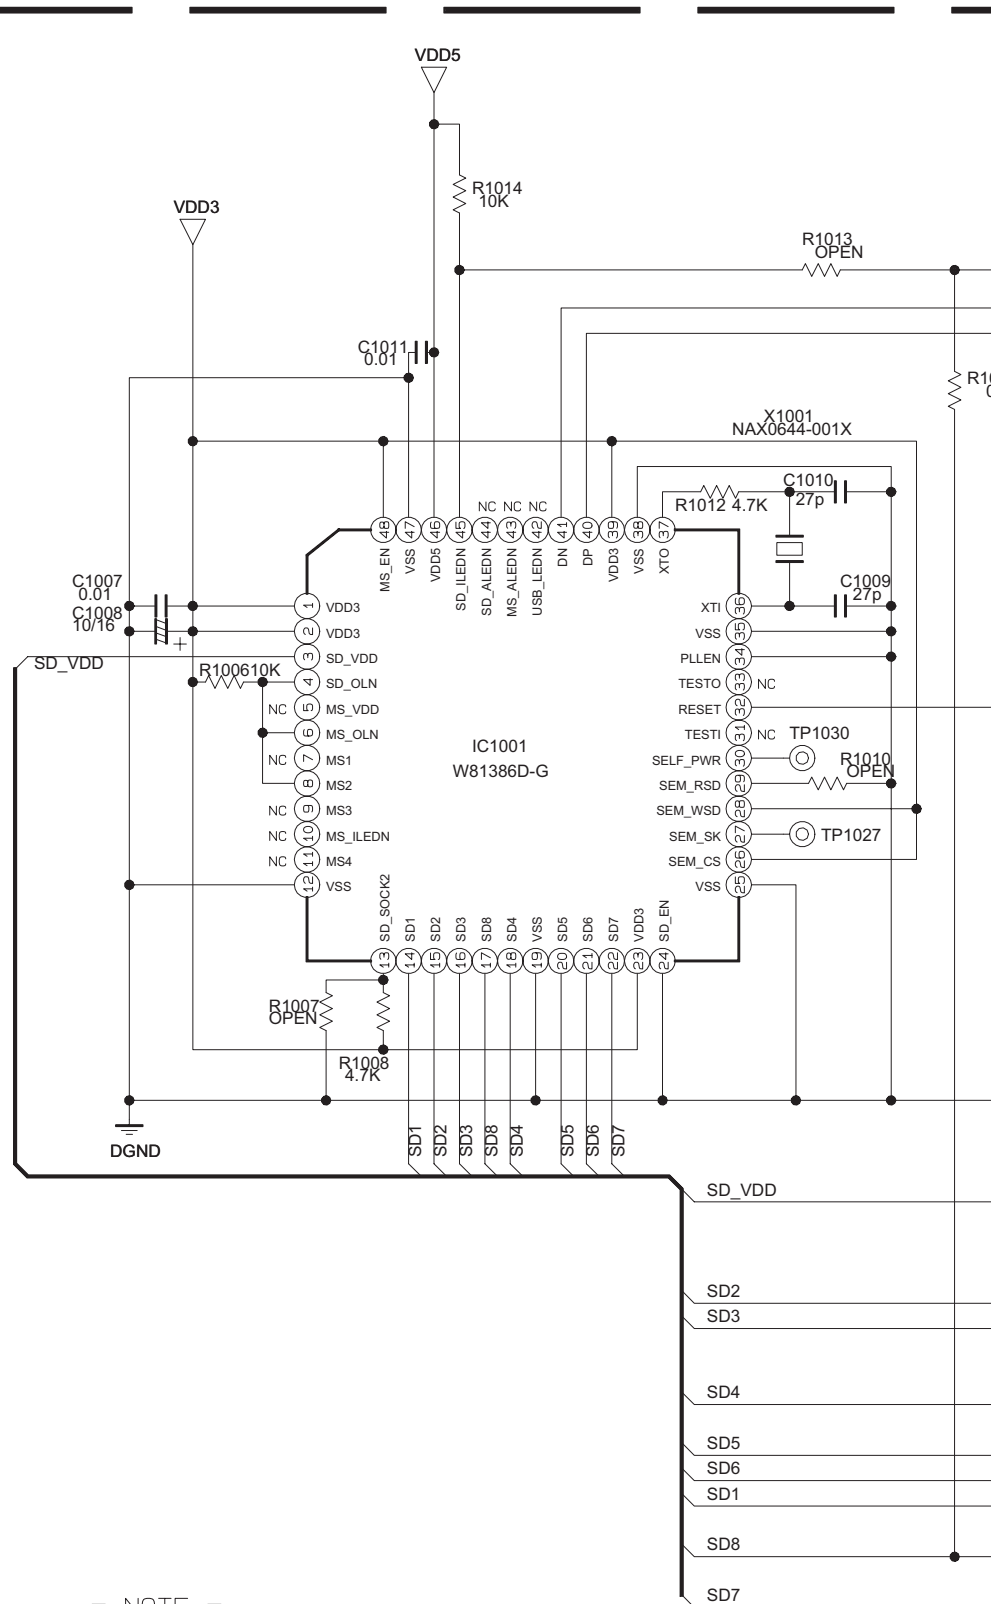 VDD5
R1014
10K
VDD3
R1013
OPEN
C1011
0.01
X1001
NAX0644-001X
C1010
27p
R1012 4.7K
NC NC NC
48 47 46 45 44 43 42 41 40 39 38 37
MS_EN
VSS
VDD5
SD_ILEDN
SD_ALEDN
MS_ALEDN
USB_LEDN
DN
DP
VDD3
VSS
XTO
C1007
0.01
C1008
10/16
+
C1009
27p
1 VDD3
2 VDD3
SD_VDD
3 SD_VDD
R1006 10K
4 SD_OLN
NC 5 MS_VDD
6 MS_OLN
NC 7 MS1
8 MS2
NC 9 MS3
NC 10 MS_ILEDN
NC 11 MS4
12 VSS
IC1001
W81386D-G
XTI 36
VSS 35
PLLEN 34
TESTO 33 NC
RESET 32
TESTI 31 NC
TP1030
SELF_PWR 30
R1010
OPEN
SEM_RSD 29
SEM_WSD 28
SEM_SK 27
TP1027
SEM_CS 26
VSS 25
SD_SOCK2
SD1
SD2
SD3
SD8
SD4
VSS
SD5
SD6
SD7
VDD3
SD_EN
13 14 15 16 17 18 19 20 21 22 23 24
R1007
OPEN
R1008
4.7K
DGND
SD1
SD2
SD3
SD8
SD4
SD5
SD6
SD7
SD_VDD
SD2
SD3
SD4
SD5
SD6
SD1
SD8
SD7
NOTE